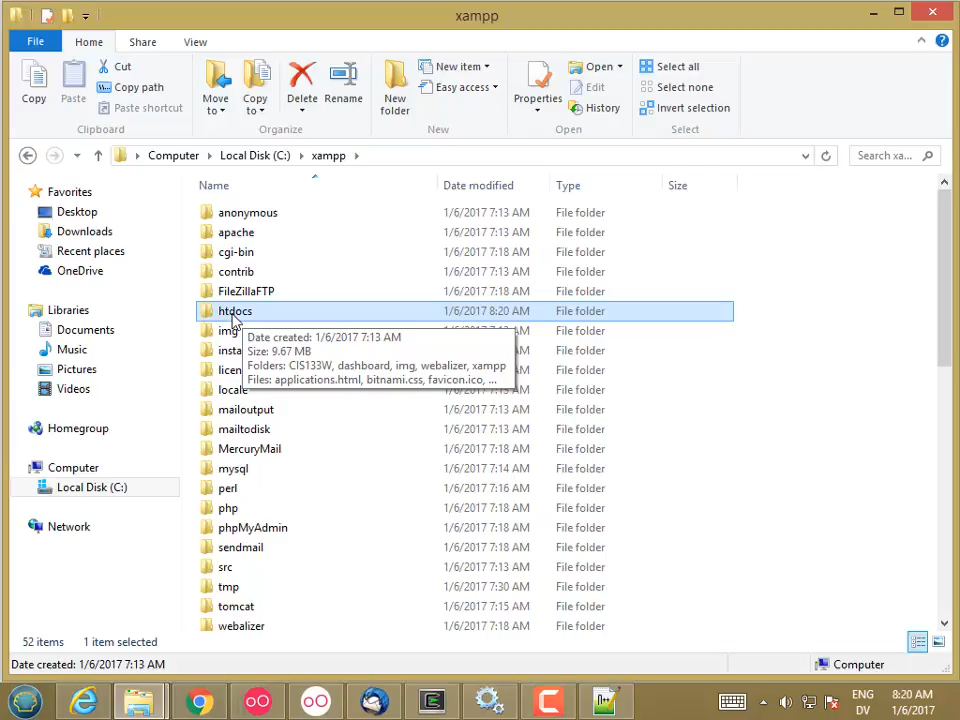 xampp
File Home Share View
Copy
Paste
Cut
Copy path
Paste shortcut
Clipboard
Move to
Copy to
Delete
Rename
Organize
New folder
New item
Easy access
New
Properties
Open
Edit
History
Open
Select all
Select none
Invert selection
Select
Computer Local Disk (C:) xampp
Search xa...
Favorites
Desktop
Downloads
Recent places
OneDrive
Libraries
Documents
Music
Pictures
Videos
Homegroup
Computer
Local Disk (C:)
Network
Name Date modified Type Size
anonymous 1/6/2017 7:13 AM File folder
apache 1/6/2017 7:13 AM File folder
cgi-bin 1/6/2017 7:18 AM File folder
contrib 1/6/2017 7:13 AM File folder
FileZillaFTP 1/6/2017 7:18 AM File folder
htdocs 1/6/2017 8:20 AM File folder
img
insta
licen
locale
Date created: 1/6/2017 7:13 AM
Size: 9.67 MB
Folders: CIS133W, dashboard, img, webalizer, xampp
Files: applications.html, bitnami.css, favicon.ico, ...
mailoutput 1/6/2017 7:13 AM File folder
mailtodisk 1/6/2017 7:13 AM File folder
MercuryMail 1/6/2017 7:18 AM File folder
mysql 1/6/2017 7:14 AM File folder
perl 1/6/2017 7:16 AM File folder
php 1/6/2017 7:18 AM File folder
phpMyAdmin 1/6/2017 7:18 AM File folder
sendmail 1/6/2017 7:18 AM File folder
src 1/6/2017 7:13 AM File folder
tmp 1/6/2017 7:30 AM File folder
tomcat 1/6/2017 7:15 AM File folder
webalizer 1/6/2017 7:18 AM File folder
52 items 1 item selected
Date created: 1/6/2017 7:13 AM
Computer
ENG
DV
8:20 AM
1/6/2017